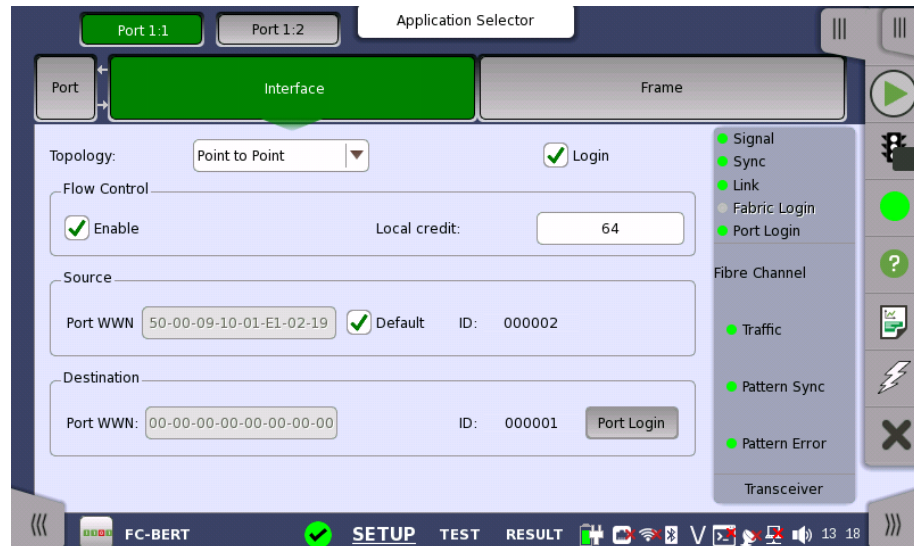 Application Selector
Port 1:1 Port 1:2
Port Interface Frame
Topology: Point to Point Login
Flow Control
Enable Local credit: 64
Source
Port WWN 50-00-09-10-01-E1-02-19 Default ID: 000002
Destination
Port WWN: 00-00-00-00-00-00-00-00 ID: 000001 Port Login
Signal
Sync
Link
Fabric Login
Port Login
Fibre Channel
Traffic
Pattern Sync
Pattern Error
Transceiver
FC-BERT SETUP TEST RESULT V 13 18